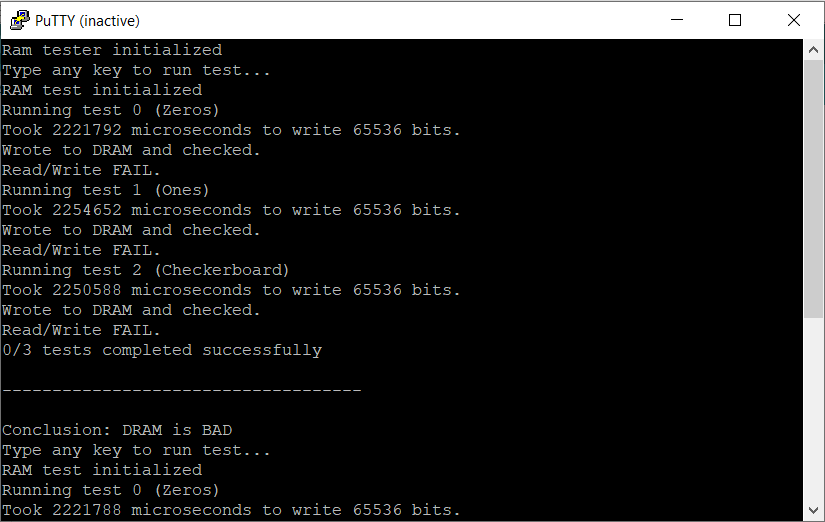 PuTTY (inactive)
Ram tester initialized
Type any key to run test...
RAM test initialized
Running test 0 (Zeros)
Took 2221792 microseconds to write 65536 bits.
Wrote to DRAM and checked.
Read/Write FAIL.
Running test 1 (Ones)
Took 2254652 microseconds to write 65536 bits.
Wrote to DRAM and checked.
Read/Write FAIL.
Running test 2 (Checkerboard)
Took 2250588 microseconds to write 65536 bits.
Wrote to DRAM and checked.
Read/Write FAIL.
0/3 tests completed successfully
------------------------------------
Conclusion: DRAM is BAD
Type any key to run test...
RAM test initialized
Running test 0 (Zeros)
Took 2221788 microseconds to write 65536 bits.